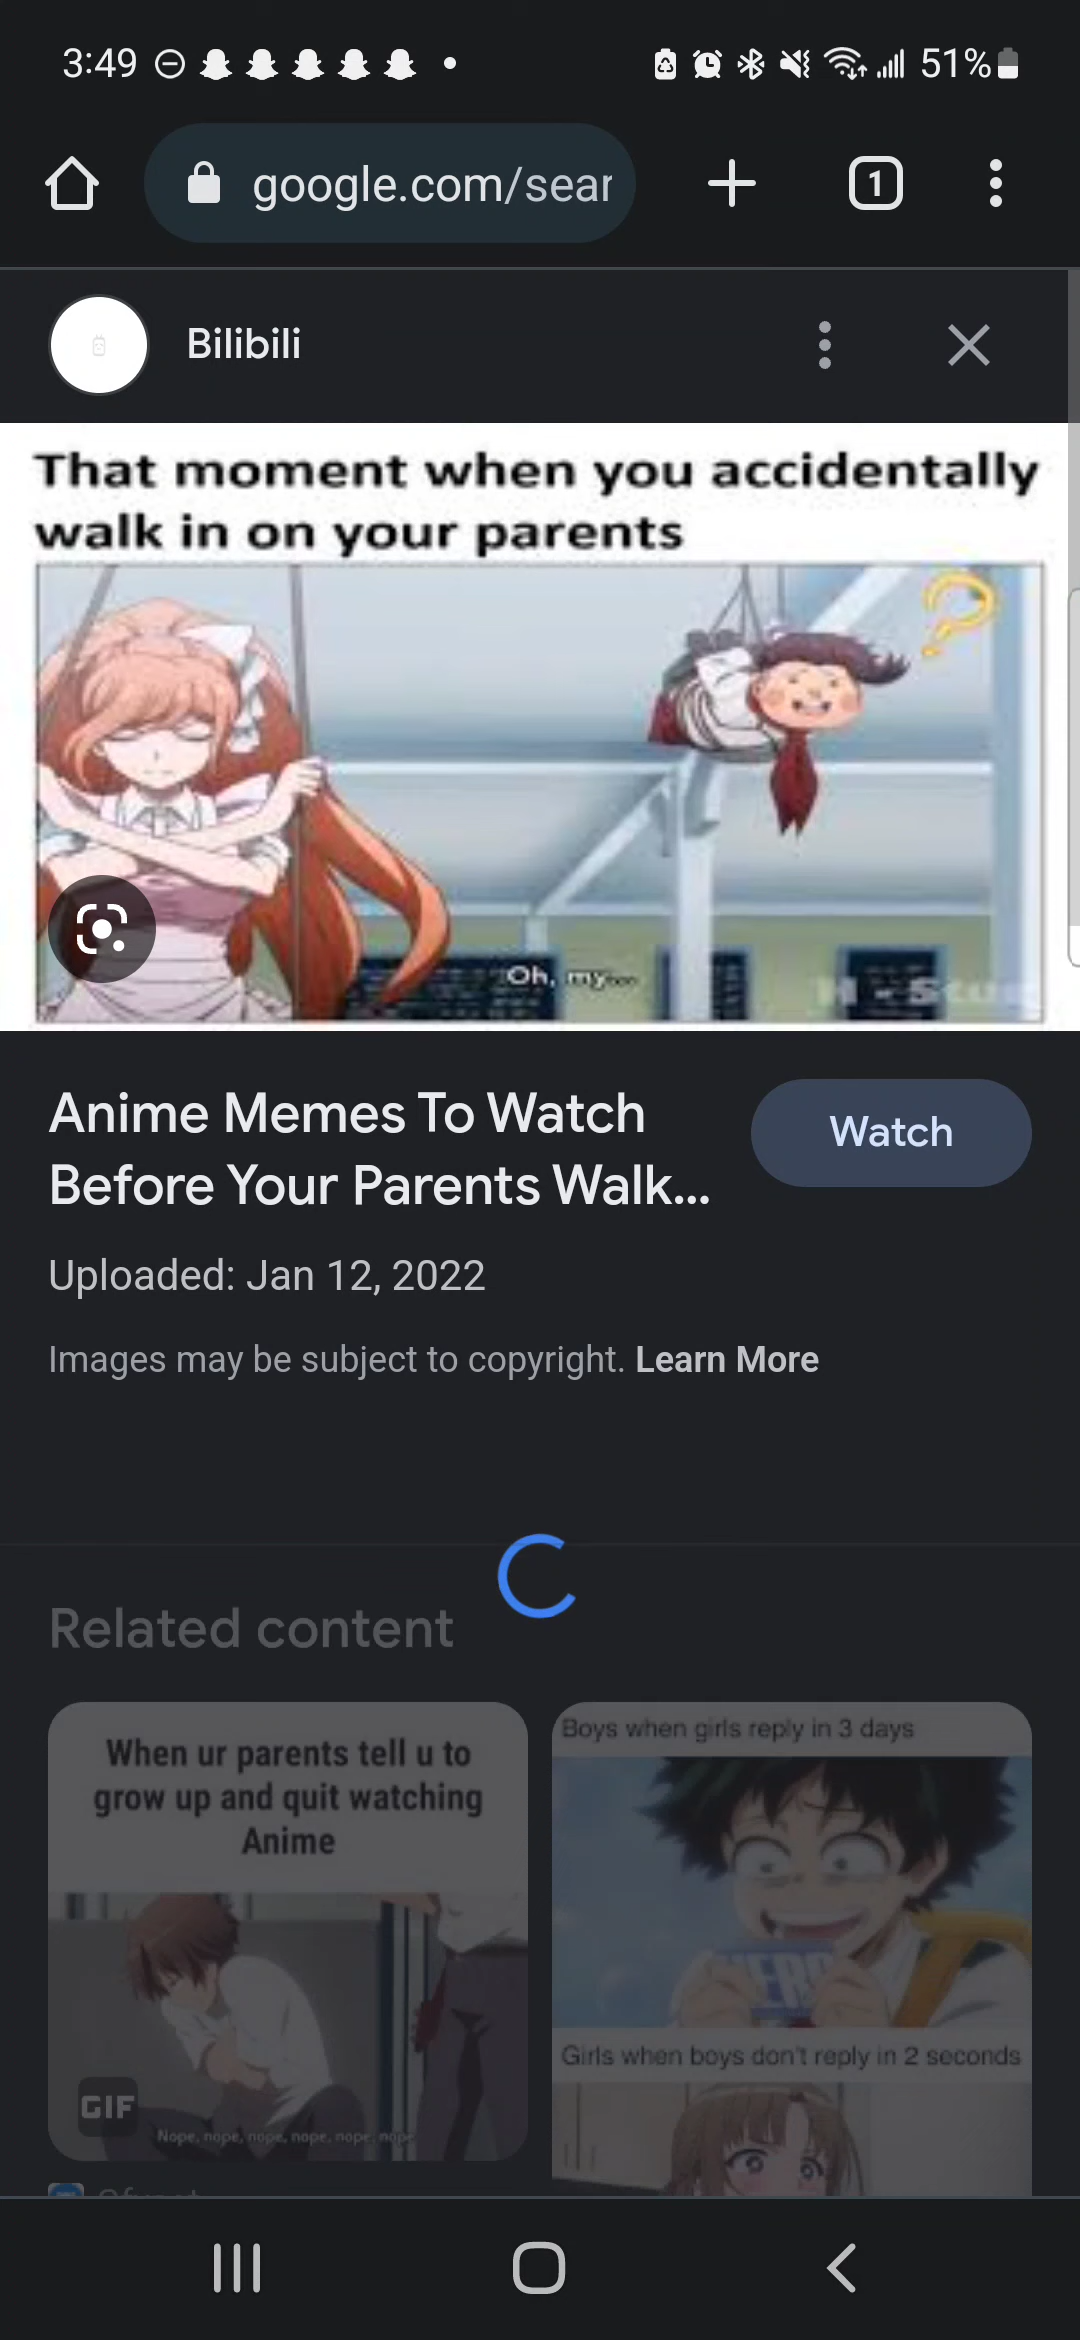 3:49
51%
google.com/sear
1
Bilibili
That moment when you accidentally
walk in on your parents
?
Oh, my...
Anime Memes To Watch
Before Your Parents Walk...
Watch
Uploaded: Jan 12, 2022
Images may be subject to copyright. Learn More
Related content
When ur parents tell u to
grow up and quit watching
Anime
GIF
Nope, nope, nope, nope, nope, nope
Boys when girls reply in 3 days
Girls when boys don't reply in 2 seconds